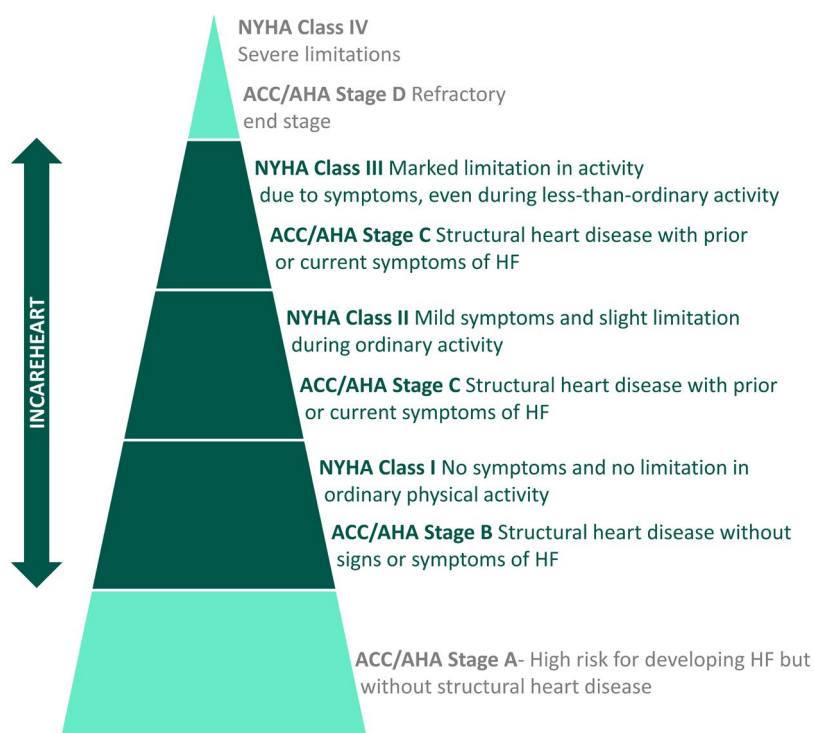 NYHA Class IV
Severe limitations
ACC/AHA Stage D Refractory
end stage
NYHA Class III Marked limitation in activity
due to symptoms, even during less-than-ordinary activity
ACC/AHA Stage C Structural heart disease with prior
or current symptoms of HF
INCAREHEART
NYHA Class II Mild symptoms and slight limitation
during ordinary activity
ACC/AHA Stage C Structural heart disease with prior
or current symptoms of HF
NYHA Class I No symptoms and no limitation in
ordinary physical activity
ACC/AHA Stage B Structural heart disease without
signs or symptoms of HF
ACC/AHA Stage A- High risk for developing HF but
without structural heart disease